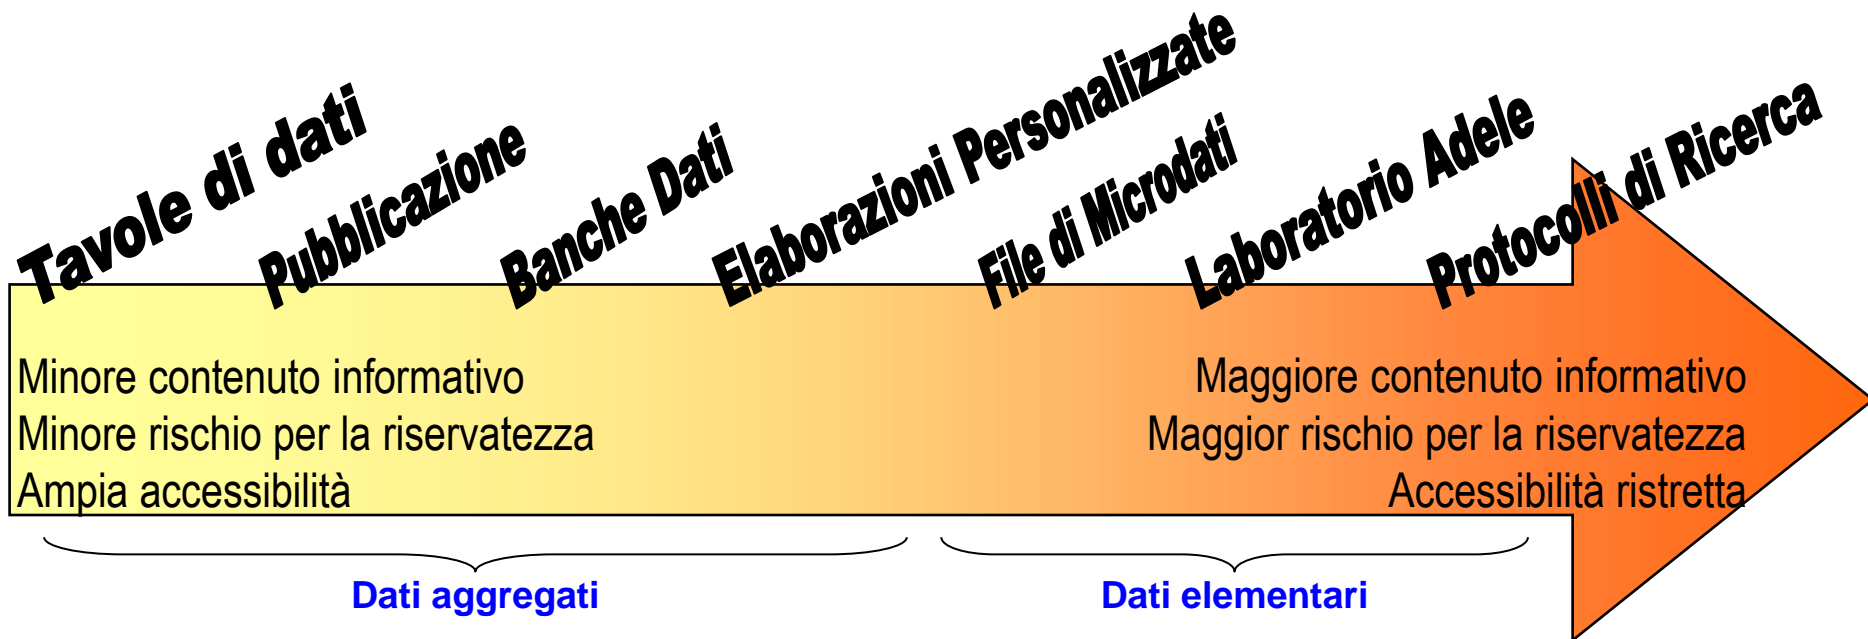 Tavole di dati
Pubblicazione
Banche Dati
Elaborazioni Personalizzate
File di Microdati
Laboratorio Adele
Protocolli di Ricerca
Minore contenuto informativo
Minore rischio per la riservatezza
Ampia accessibilità
Maggiore contenuto informativo
Maggior rischio per la riservatezza
Accessibilità ristretta
Dati aggregati
Dati elementari